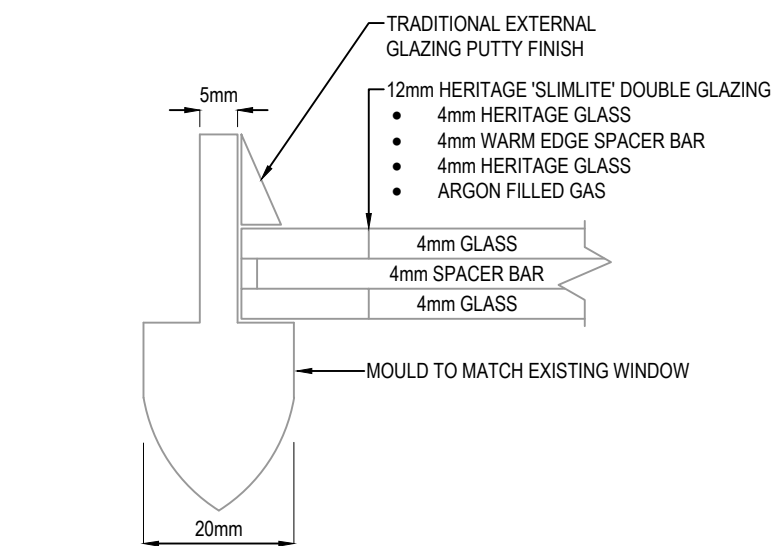 TRADITIONAL EXTERNAL
GLAZING PUTTY FINISH
5mm
12mm HERITAGE 'SLIMLITE' DOUBLE GLAZING
• 4mm HERITAGE GLASS
• 4mm WARM EDGE SPACER BAR
• 4mm HERITAGE GLASS
• ARGON FILLED GAS
4mm GLASS
4mm SPACER BAR
4mm GLASS
MOULD TO MATCH EXISTING WINDOW
20mm